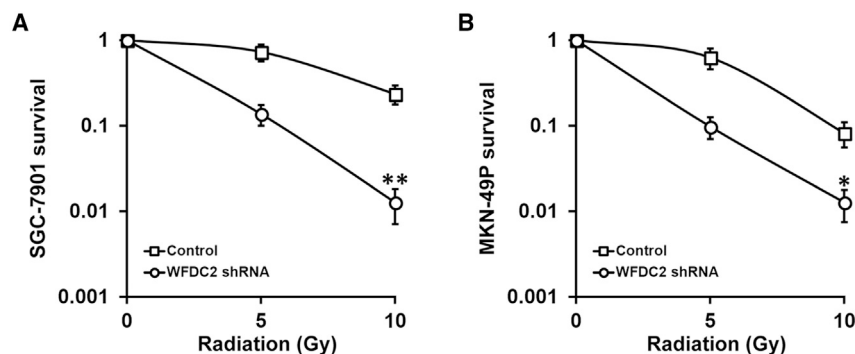 A
SGC-7901 survival
1
0.1
0.01
0.001
**
Control
WFDC2 shRNA
0
5
10
Radiation (Gy)
B
MKN-49P survival
1
0.1
0.01
0.001
*
Control
WFDC2 shRNA
0
5
10
Radiation (Gy)